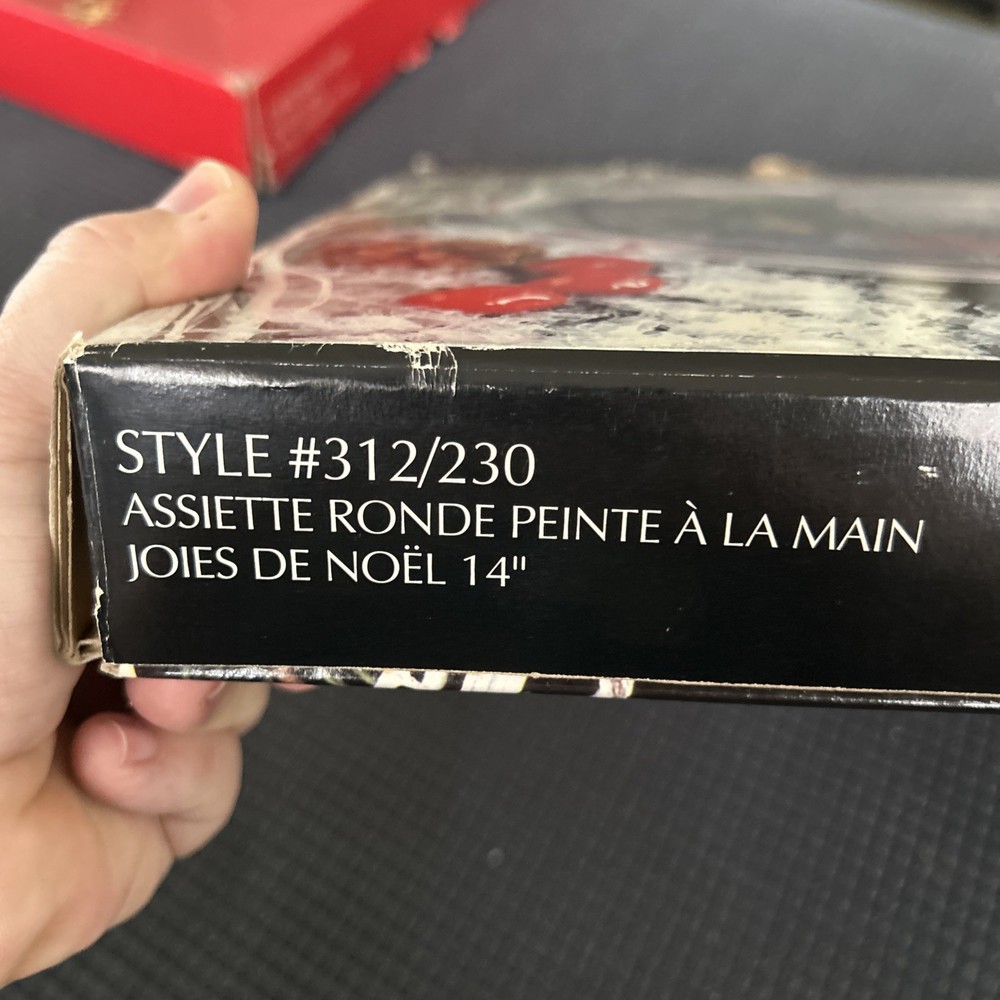 STYLE #312/230
ASSIETTE RONDE PEINTE À LA MAIN
JOIES DE NOËL 14"